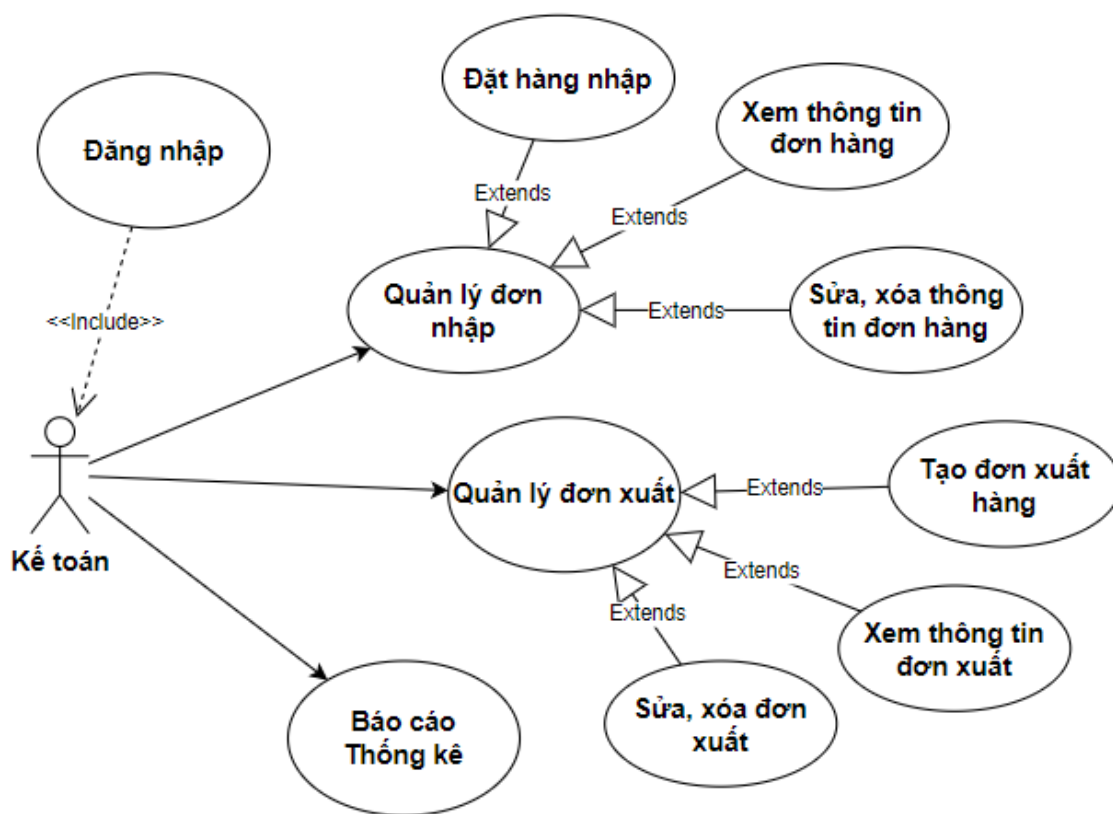 Đặt hàng nhập
Xem thông tin
đơn hàng
Đăng nhập
Extends
Extends
Quản lý đơn
nhập
Extends
Sửa, xóa thông
tin đơn hàng
<<Include>>
Quản lý đơn xuất
Extends
Tạo đơn xuất
hàng
Kế toán
Extends
Extends
Xem thông tin
đơn xuất
Sửa, xóa đơn
xuất
Báo cáo
Thống kê